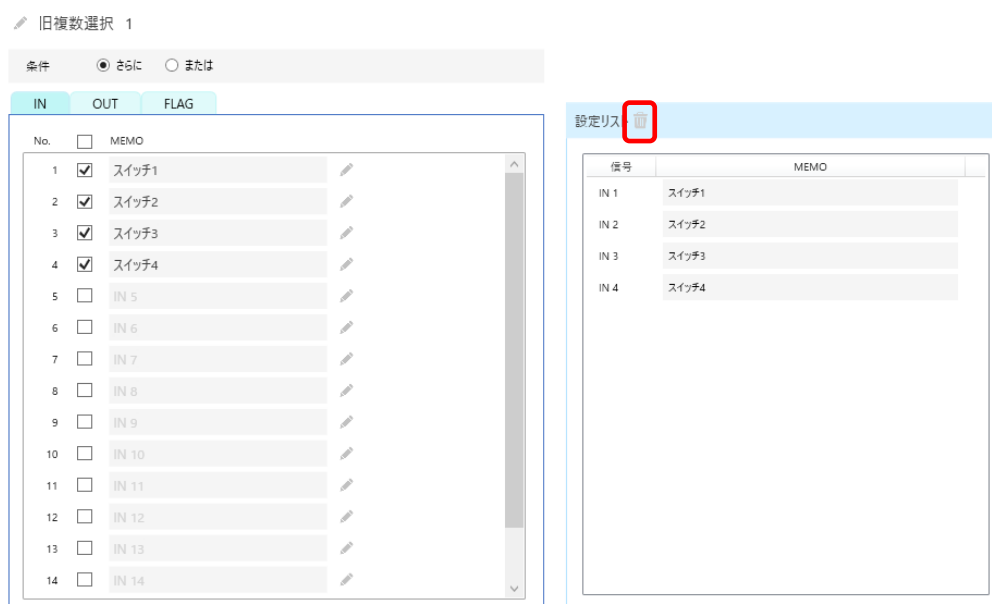 旧複数選択 1
条件 さらに または
IN OUT FLAG
No. MEMO
1 スイッチ1
2 スイッチ2
3 スイッチ3
4 スイッチ4
5 IN 5
6 IN 6
7 IN 7
8 IN 8
9 IN 9
10 IN 10
11 IN 11
12 IN 12
13 IN 13
14 IN 14
設定リスト
信号 MEMO
IN 1 スイッチ1
IN 2 スイッチ2
IN 3 スイッチ3
IN 4 スイッチ4